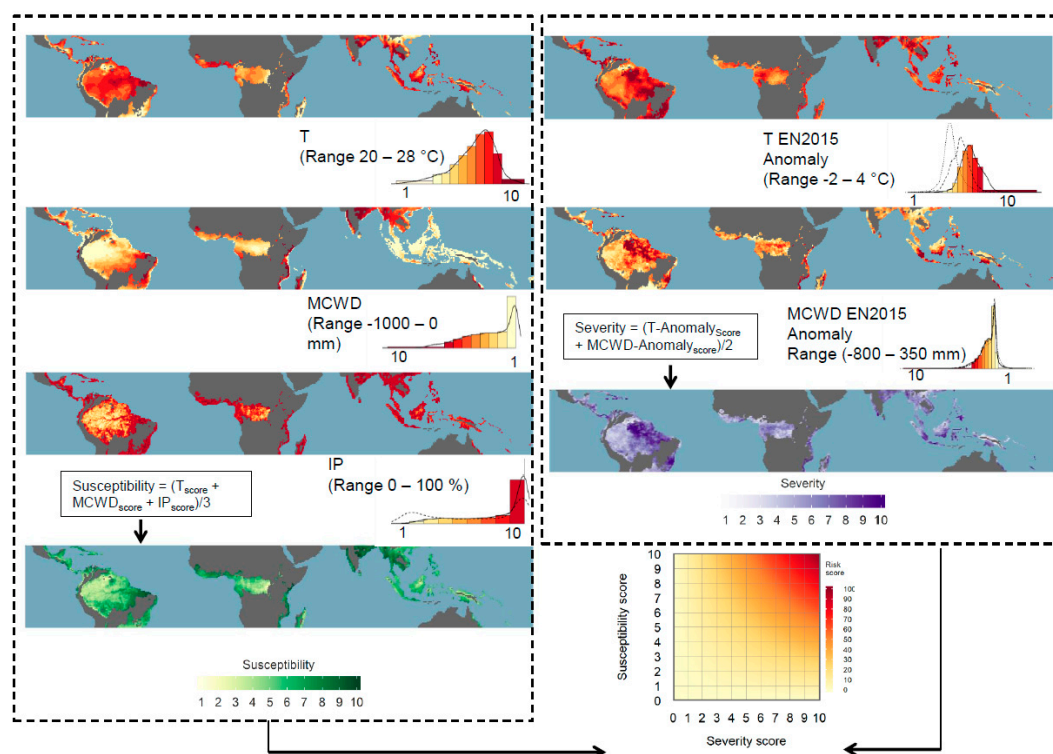 T
(Range 20 – 28 °C)
1
10
MCWD
(Range -1000 – 0
mm)
10
1
IP
(Range 0 – 100 %)
1
10
Susceptibility = (Tscore +
MCWDscore + IPscore)/3
Susceptibility
1 2 3 4 5 6 7 8 9 10
T EN2015
Anomaly
(Range -2 – 4 °C)
1
10
MCWD EN2015
Anomaly
Range (-800 – 350 mm)
10
1
Severity = (T-AnomalyScore
+ MCWD-Anomalyscore)/2
Severity
1 2 3 4 5 6 7 8 9 10
Susceptibility score
10
9
8
7
6
5
4
3
2
1
0
0 1 2 3 4 5 6 7 8 9 10
Severity score
Risk
score
100
90
80
70
60
50
40
30
20
10
0